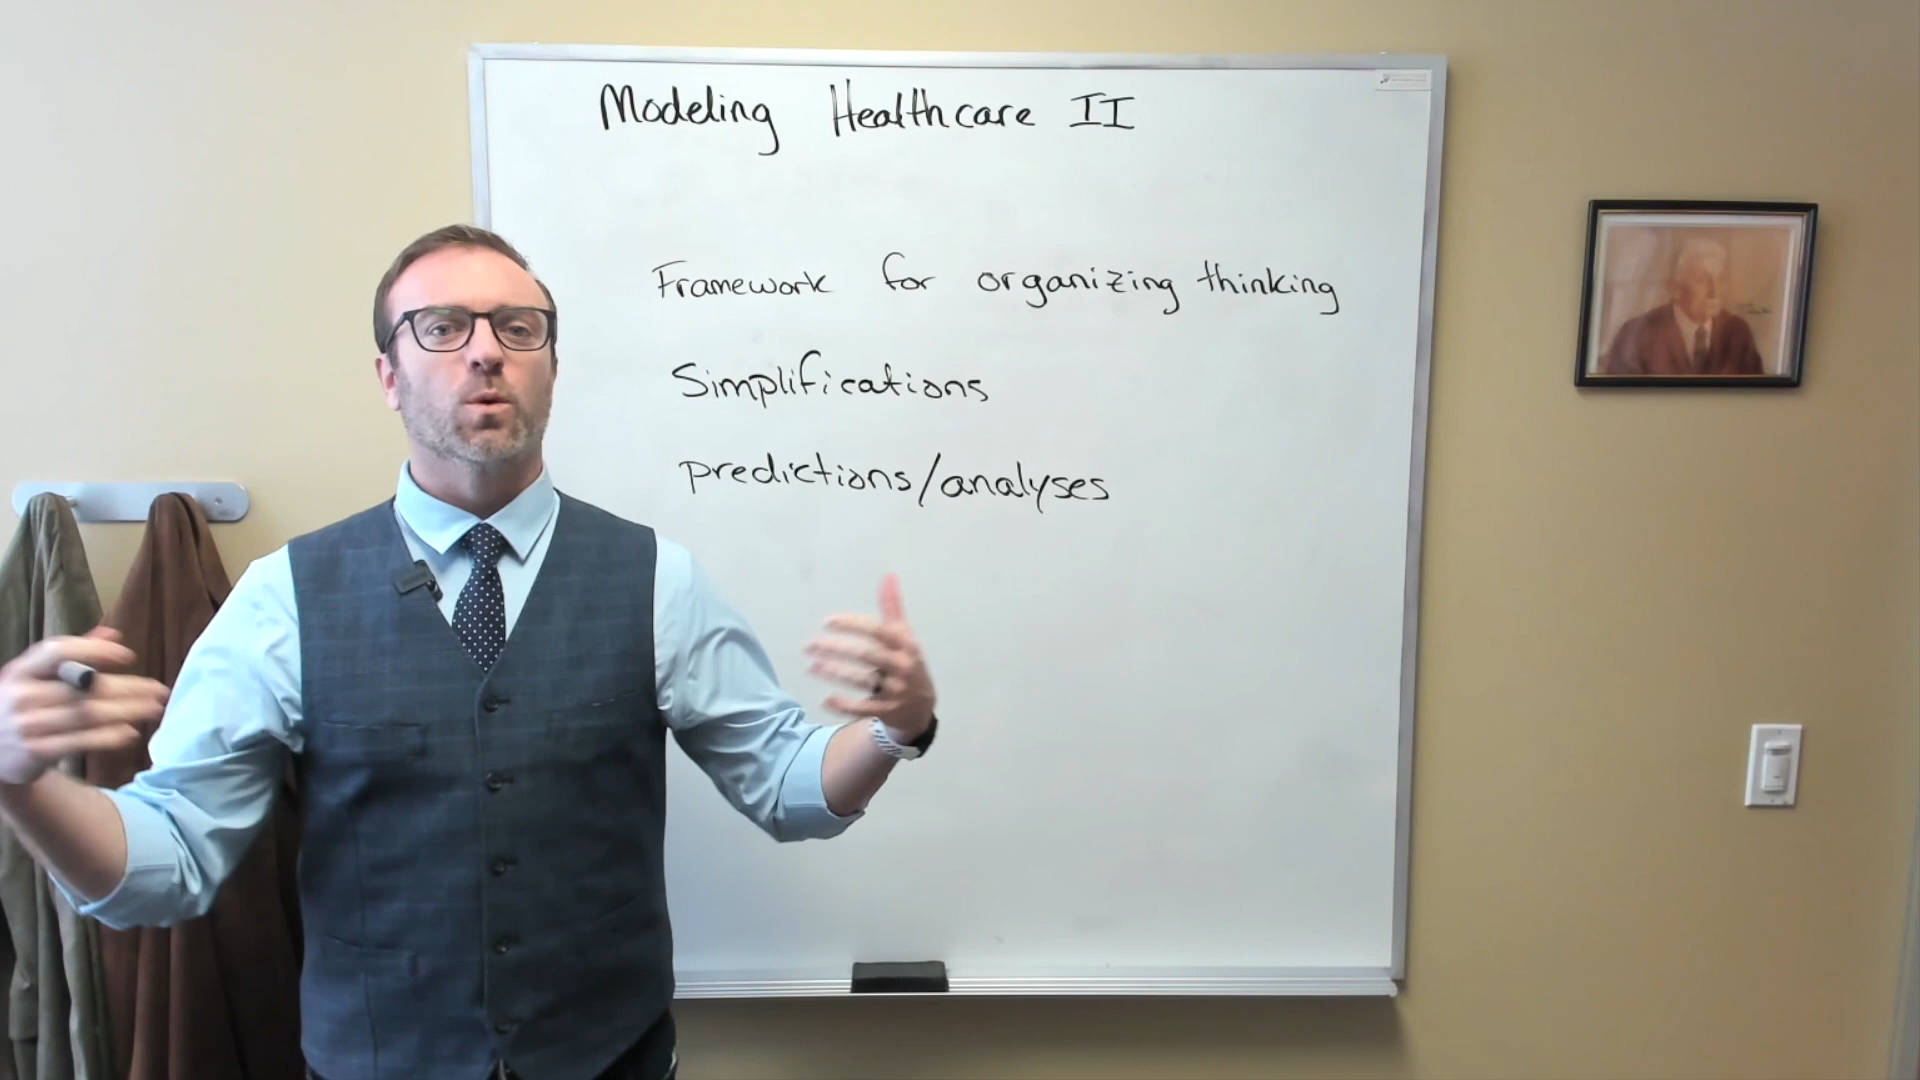 Modeling Healthcare II
Framework for organizing thinking
Simplifications
predictions/analyses